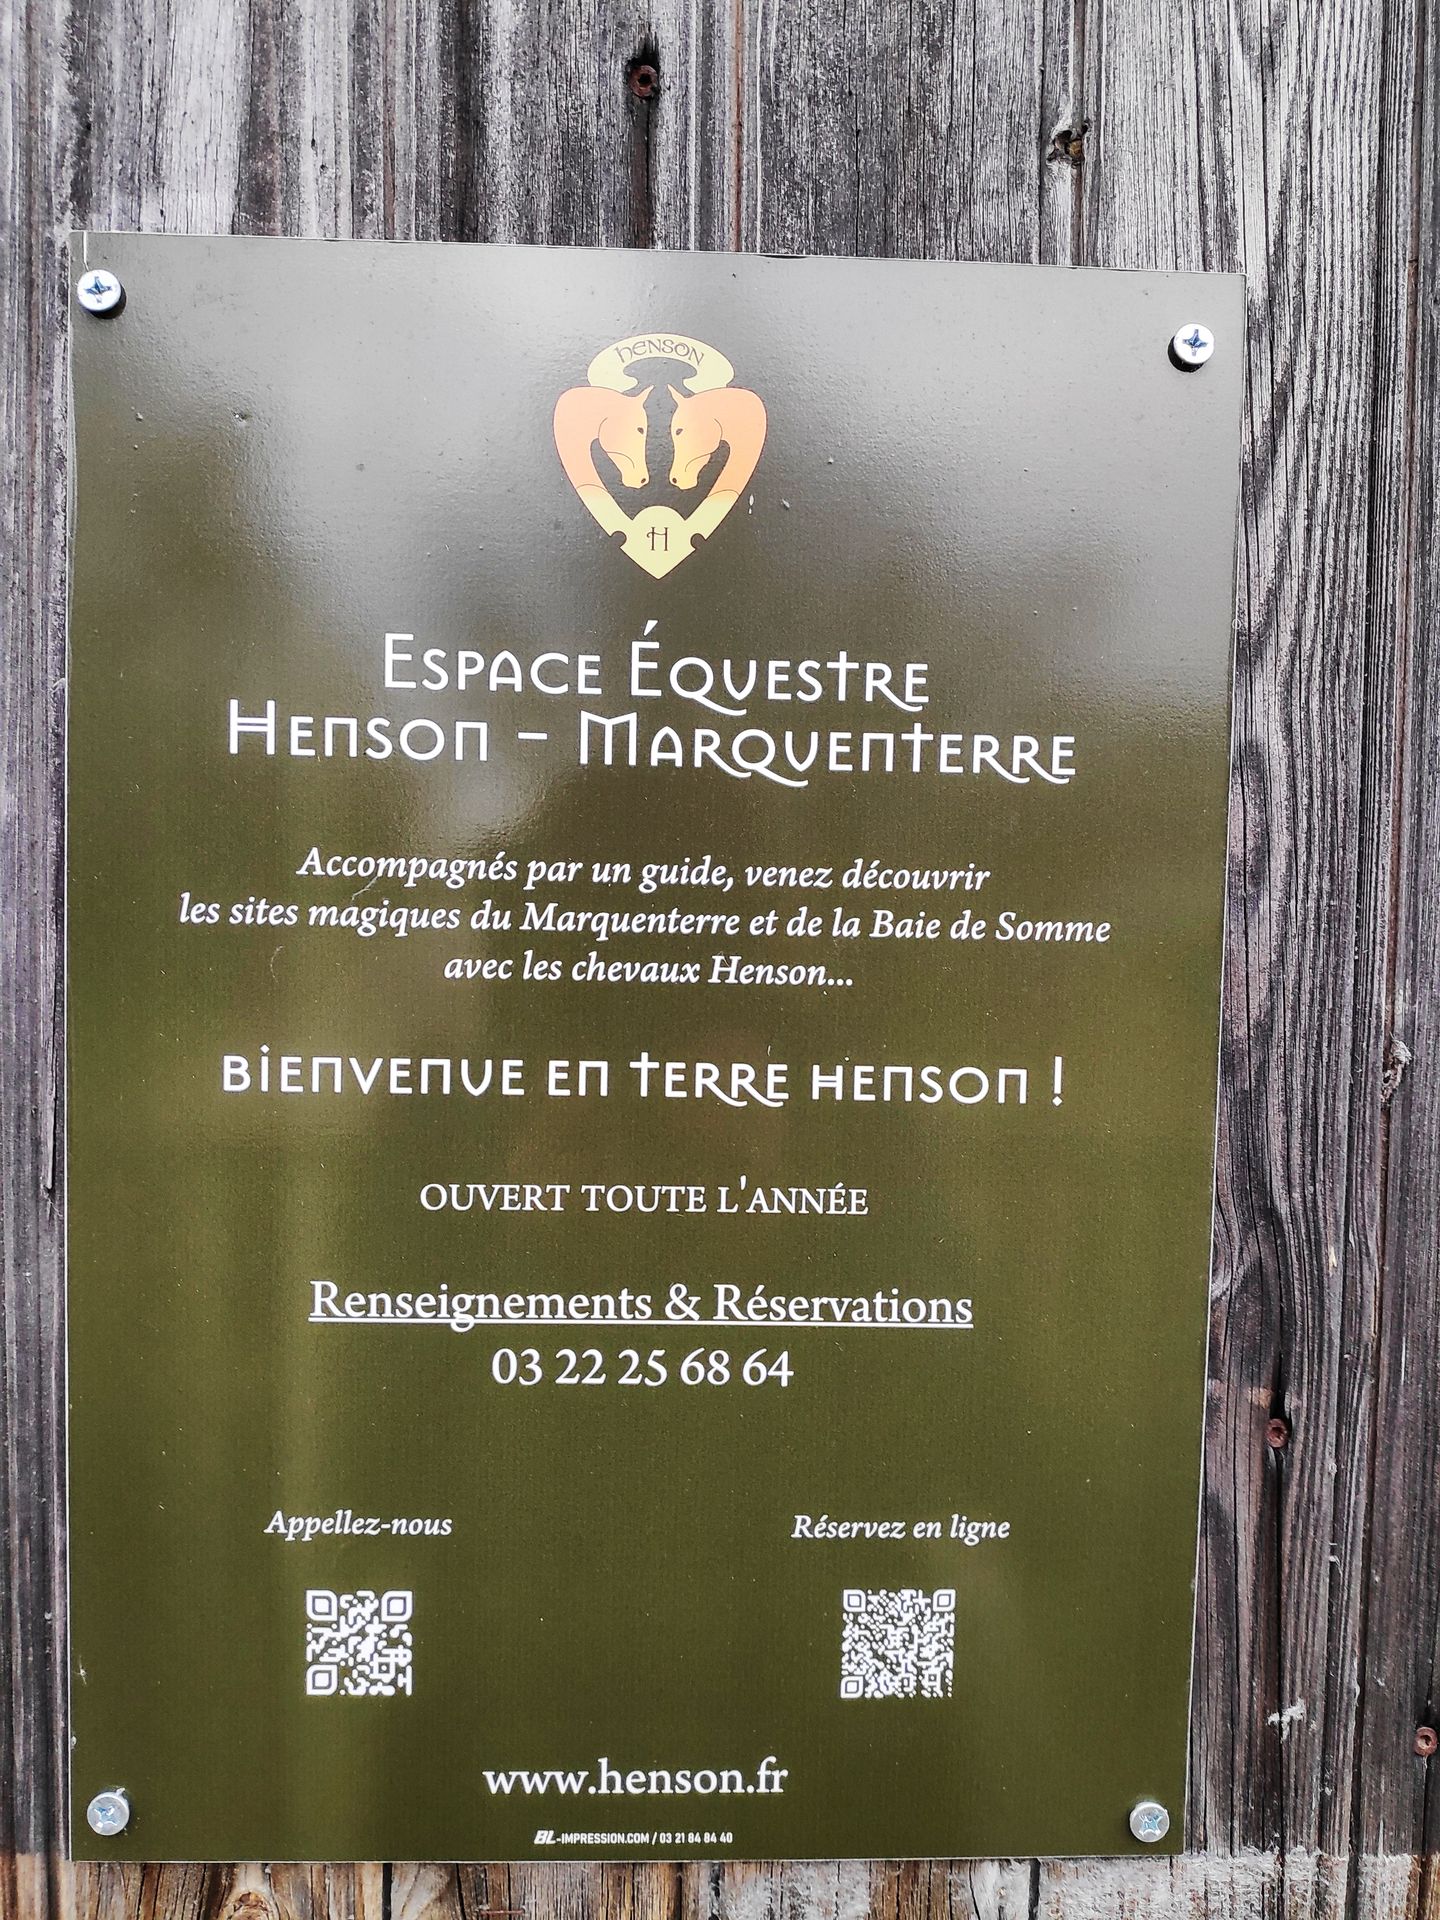 Henson
H
Espace Équestre
Henson - Marquenterre
Accompagnés par un guide, venez découvrir
les sites magiques du Marquenterre et de la Baie de Somme
avec les chevaux Henson...
Bienvenue en terre Henson !
OUVERT TOUTE L'ANNÉE
Renseignements & Réservations
03 22 25 68 64
Appellez-nous
Réservez en ligne
www.henson.fr
BL-IMPRESSION.COM / 03 21 84 84 40